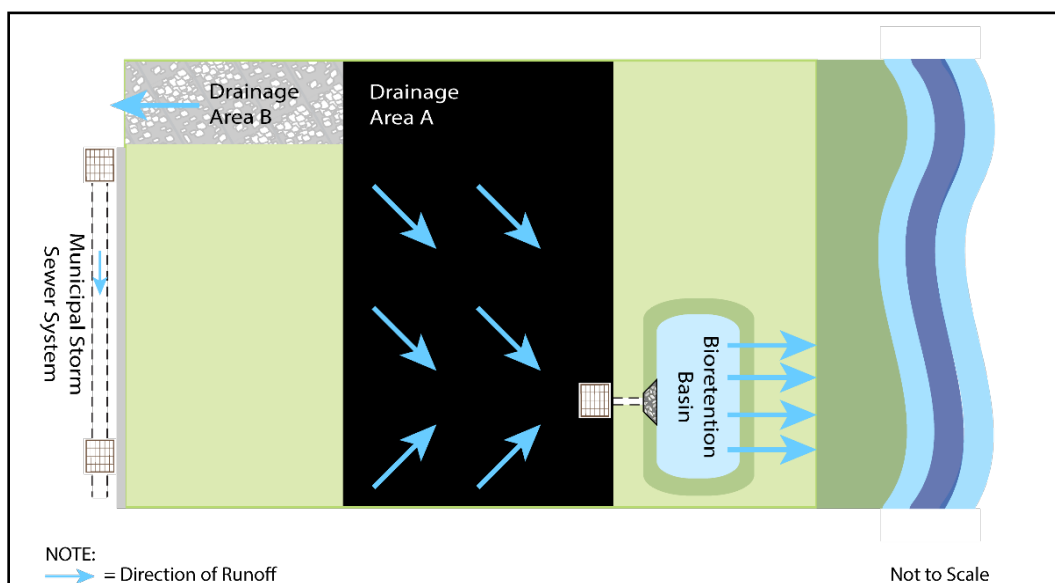 Drainage
Area B
Drainage
Area A
Municipal Storm
Sewer System
Bioretention
Basin
NOTE:
= Direction of Runoff
Not to Scale